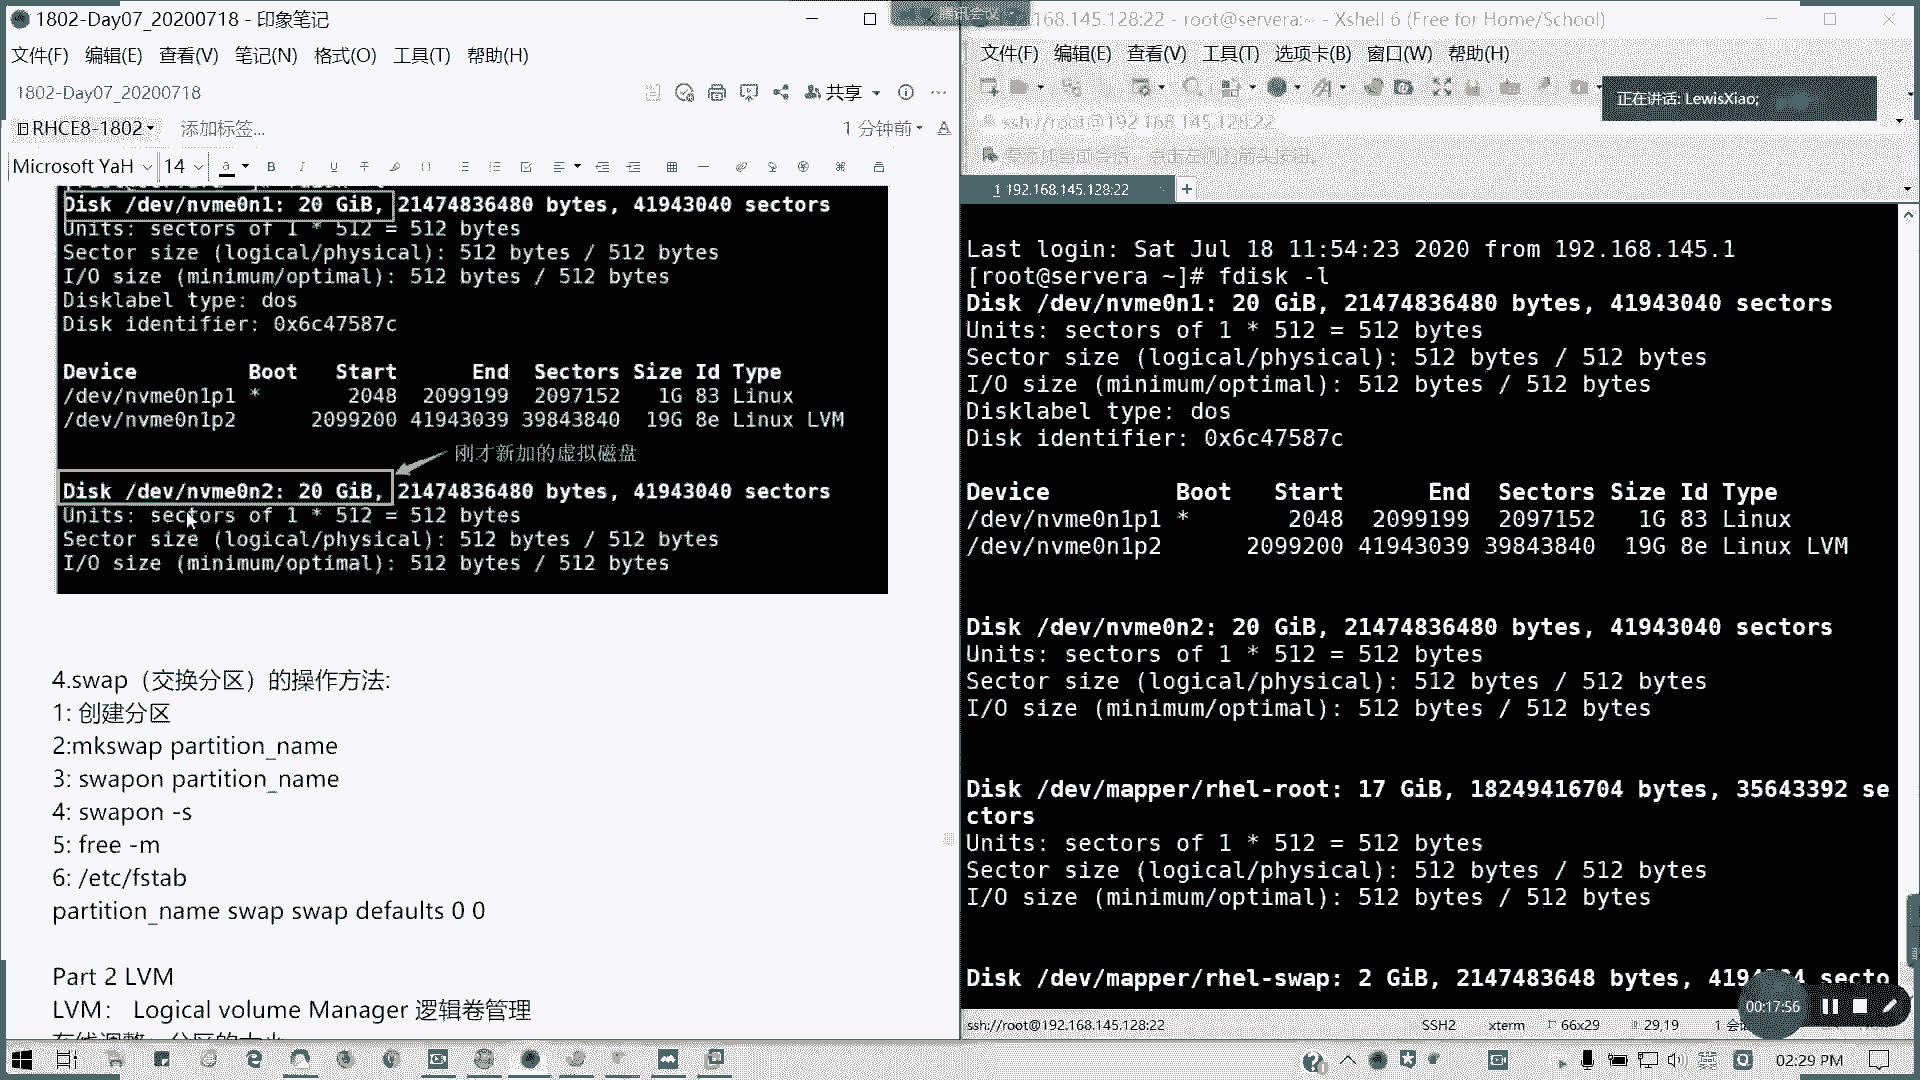 1802-Day07_20200718 - 印象笔记
文件(F) 编辑(E) 查看(V) 笔记(N) 格式(O) 工具(T) 帮助(H)
1802-Day07_20200718
共享
RHCE8-1802
添加标签...
1 分钟前
Microsoft YaH 14
Disk /dev/nvme0n1: 20 GiB, 21474836480 bytes, 41943040 sectors
Units: sectors of 1 * 512 = 512 bytes
Sector size (logical/physical): 512 bytes / 512 bytes
I/O size (minimum/optimal): 512 bytes / 512 bytes
Disklabel type: dos
Disk identifier: 0x6c47587c
Device Boot Start End Sectors Size Id Type
/dev/nvme0n1p1 * 2048 2099199 2097152 1G 83 Linux
/dev/nvme0n1p2 2099200 41943039 39843840 19G 8e Linux LVM
刚才新加的虚拟磁盘
Disk /dev/nvme0n2: 20 GiB, 21474836480 bytes, 41943040 sectors
Units: sectors of 1 * 512 = 512 bytes
Sector size (logical/physical): 512 bytes / 512 bytes
I/O size (minimum/optimal): 512 bytes / 512 bytes
4.swap（交换分区）的操作方法:
1: 创建分区
2:mkswap partition_name
3: swapon partition_name
4: swapon -s
5: free -m
6: /etc/fstab
partition_name swap swap defaults 0 0
Part 2 LVM
LVM： Logical volume Manager 逻辑卷管理
腾讯会议
168.145.128:22 - root@servera:~ - Xshell 6 (Free for Home/School)
文件(F) 编辑(E) 查看(V) 工具(T) 选项卡(B) 窗口(W) 帮助(H)
正在讲话: LewisXiao;
ssh://root@192.168.145.128:22
要添加当前会话，点击左侧的箭头按钮。
1 192.168.145.128:22
Last login: Sat Jul 18 11:54:23 2020 from 192.168.145.1
[root@servera ~]# fdisk -l
Disk /dev/nvme0n1: 20 GiB, 21474836480 bytes, 41943040 sectors
Units: sectors of 1 * 512 = 512 bytes
Sector size (logical/physical): 512 bytes / 512 bytes
I/O size (minimum/optimal): 512 bytes / 512 bytes
Disklabel type: dos
Disk identifier: 0x6c47587c
Device Boot Start End Sectors Size Id Type
/dev/nvme0n1p1 * 2048 2099199 2097152 1G 83 Linux
/dev/nvme0n1p2 2099200 41943039 39843840 19G 8e Linux LVM
Disk /dev/nvme0n2: 20 GiB, 21474836480 bytes, 41943040 sectors
Units: sectors of 1 * 512 = 512 bytes
Sector size (logical/physical): 512 bytes / 512 bytes
I/O size (minimum/optimal): 512 bytes / 512 bytes
Disk /dev/mapper/rhel-root: 17 GiB, 18249416704 bytes, 35643392 se
ctors
Units: sectors of 1 * 512 = 512 bytes
Sector size (logical/physical): 512 bytes / 512 bytes
I/O size (minimum/optimal): 512 bytes / 512 bytes
Disk /dev/mapper/rhel-swap: 2 GiB, 2147483648 bytes, secto
00:17:56
ssh://root@192.168.145.128:22 SSH2 xterm 66x29 29,19
02:29 PM